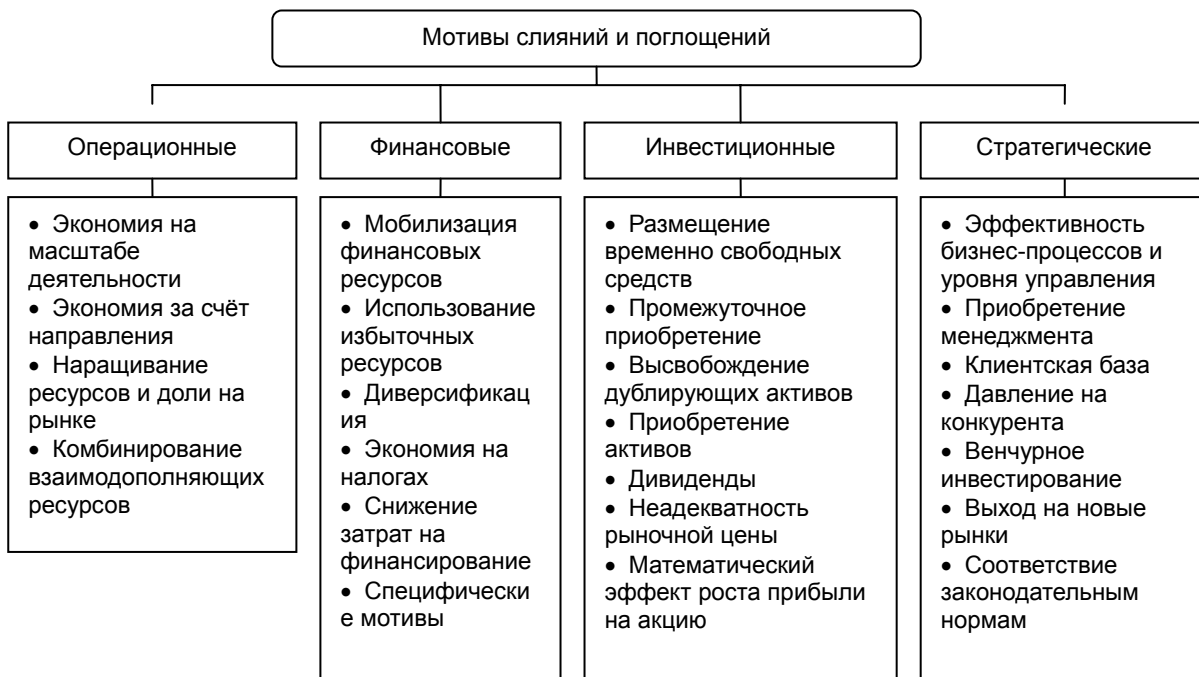 Мотивы слияний и поглощений
Операционные
Финансовые
Инвестиционные
Стратегические
• Экономия на
масштабе
деятельности
• Экономия за счёт
направления
• Наращивание
ресурсов и доли на
рынке
• Комбинирование
взаимодополняющих
ресурсов
• Мобилизация
финансовых
ресурсов
• Использование
избыточных
ресурсов
• Диверсификац
ия
• Экономия на
налогах
• Снижение
затрат на
финансирование
• Специфически
е мотивы
• Размещение
временно свободных
средств
• Промежуточное
приобретение
• Высвобождение
дублирующих активов
• Приобретение
активов
• Дивиденды
• Неадекватность
рыночной цены
• Математический
эффект роста прибыли
на акцию
• Эффективность
бизнес-процессов и
уровня управления
• Приобретение
менеджмента
• Клиентская база
• Давление на
конкурента
• Венчурное
инвестирование
• Выход на новые
рынки
• Соответствие
законодательным
нормам